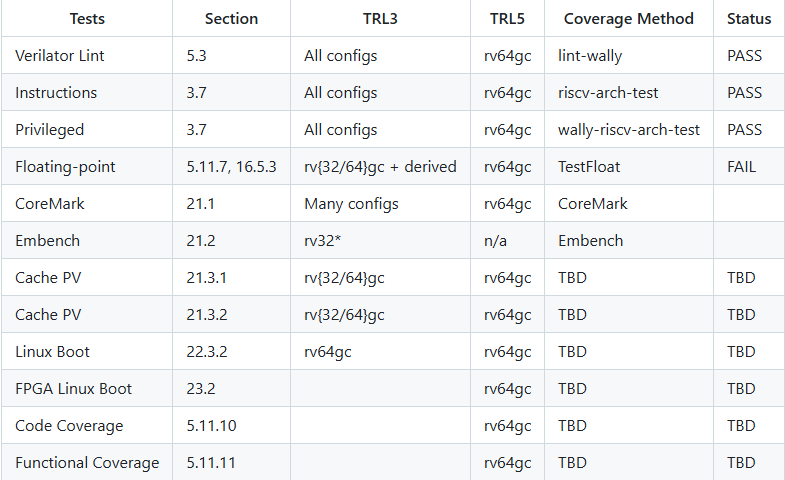 Tests Section TRL3 TRL5 Coverage Method Status
Verilator Lint 5.3 All configs rv64gc lint-wally PASS
Instructions 3.7 All configs rv64gc riscv-arch-test PASS
Privileged 3.7 All configs rv64gc wally-riscv-arch-test PASS
Floating-point 5.11.7, 16.5.3 rv{32/64}gc + derived rv64gc TestFloat FAIL
CoreMark 21.1 Many configs rv64gc CoreMark
Embench 21.2 rv32* n/a Embench
Cache PV 21.3.1 rv{32/64}gc rv64gc TBD TBD
Cache PV 21.3.2 rv{32/64}gc rv64gc TBD TBD
Linux Boot 22.3.2 rv64gc rv64gc TBD TBD
FPGA Linux Boot 23.2 rv64gc TBD TBD
Code Coverage 5.11.10 rv64gc TBD TBD
Functional Coverage 5.11.11 rv64gc TBD TBD